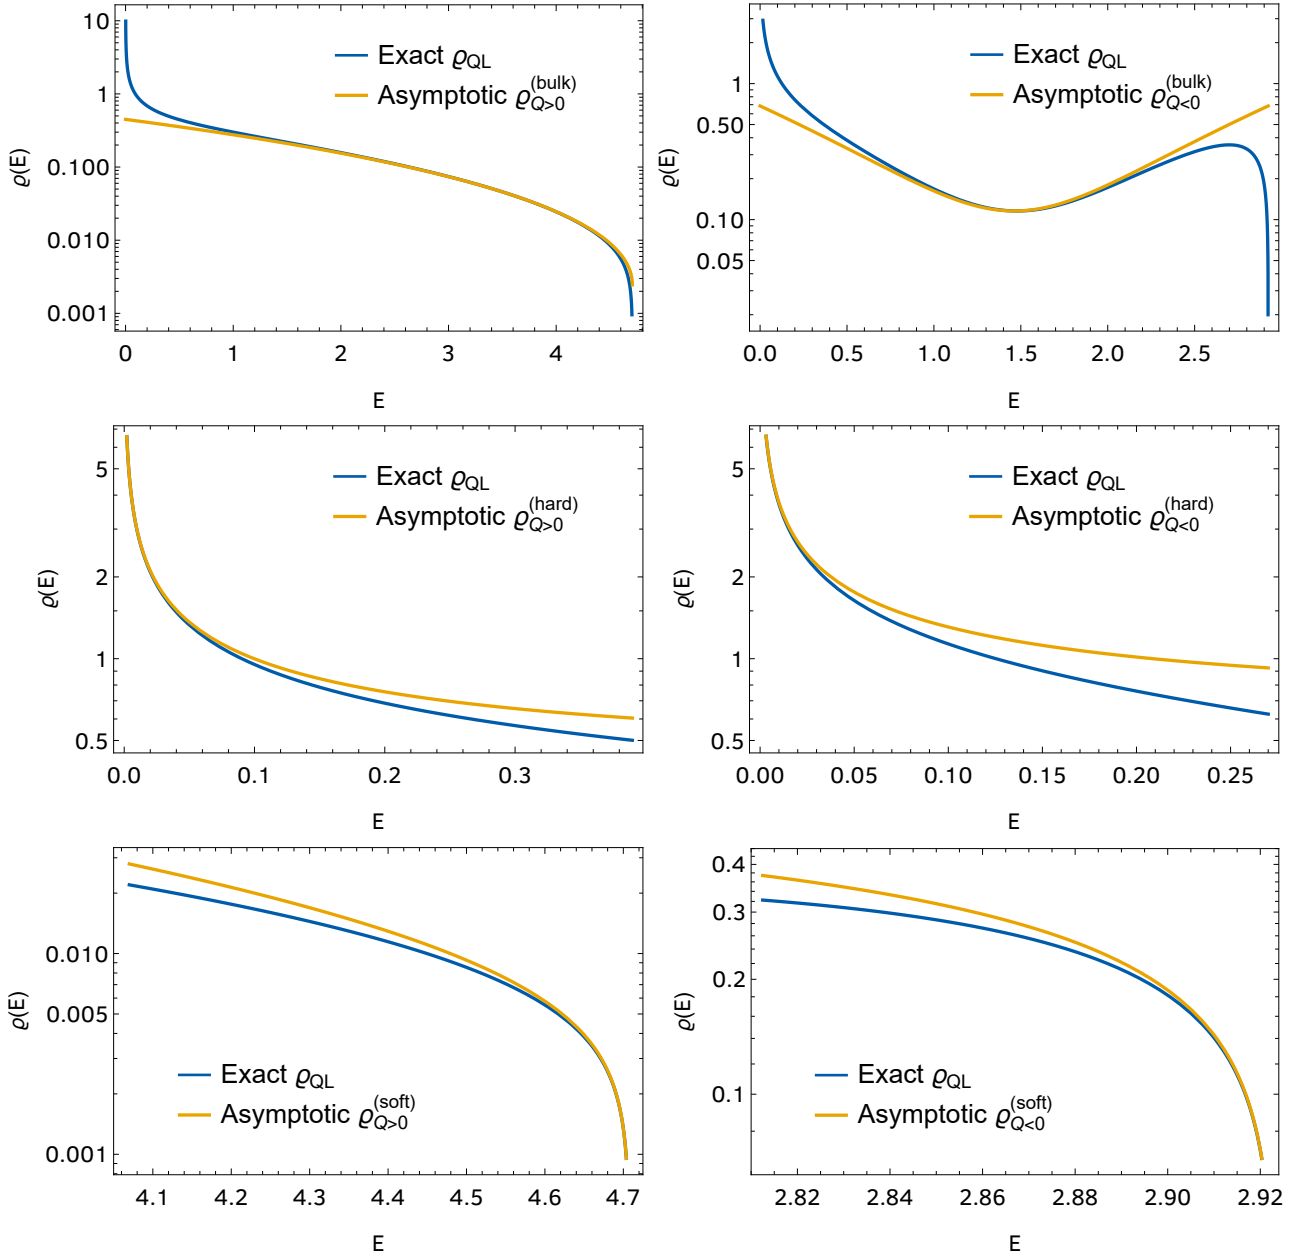 Exact ϱQL
Asymptotic ϱQ>0(bulk)
10
1
0.100
0.010
0.001
ϱ(E)
0 1 2 3 4
E
Exact ϱQL
Asymptotic ϱQ<0(bulk)
1
0.50
0.10
0.05
ϱ(E)
0.0 0.5 1.0 1.5 2.0 2.5
E
Exact ϱQL
Asymptotic ϱQ>0(hard)
5
2
1
0.5
ϱ(E)
0.0 0.1 0.2 0.3
E
Exact ϱQL
Asymptotic ϱQ<0(hard)
5
2
1
0.5
ϱ(E)
0.00 0.05 0.10 0.15 0.20 0.25
E
0.010
0.005
0.001
ϱ(E)
Exact ϱQL
Asymptotic ϱQ>0(soft)
4.1 4.2 4.3 4.4 4.5 4.6 4.7
E
0.4
0.3
0.2
0.1
ϱ(E)
Exact ϱQL
Asymptotic ϱQ<0(soft)
2.82 2.84 2.86 2.88 2.90 2.92
E